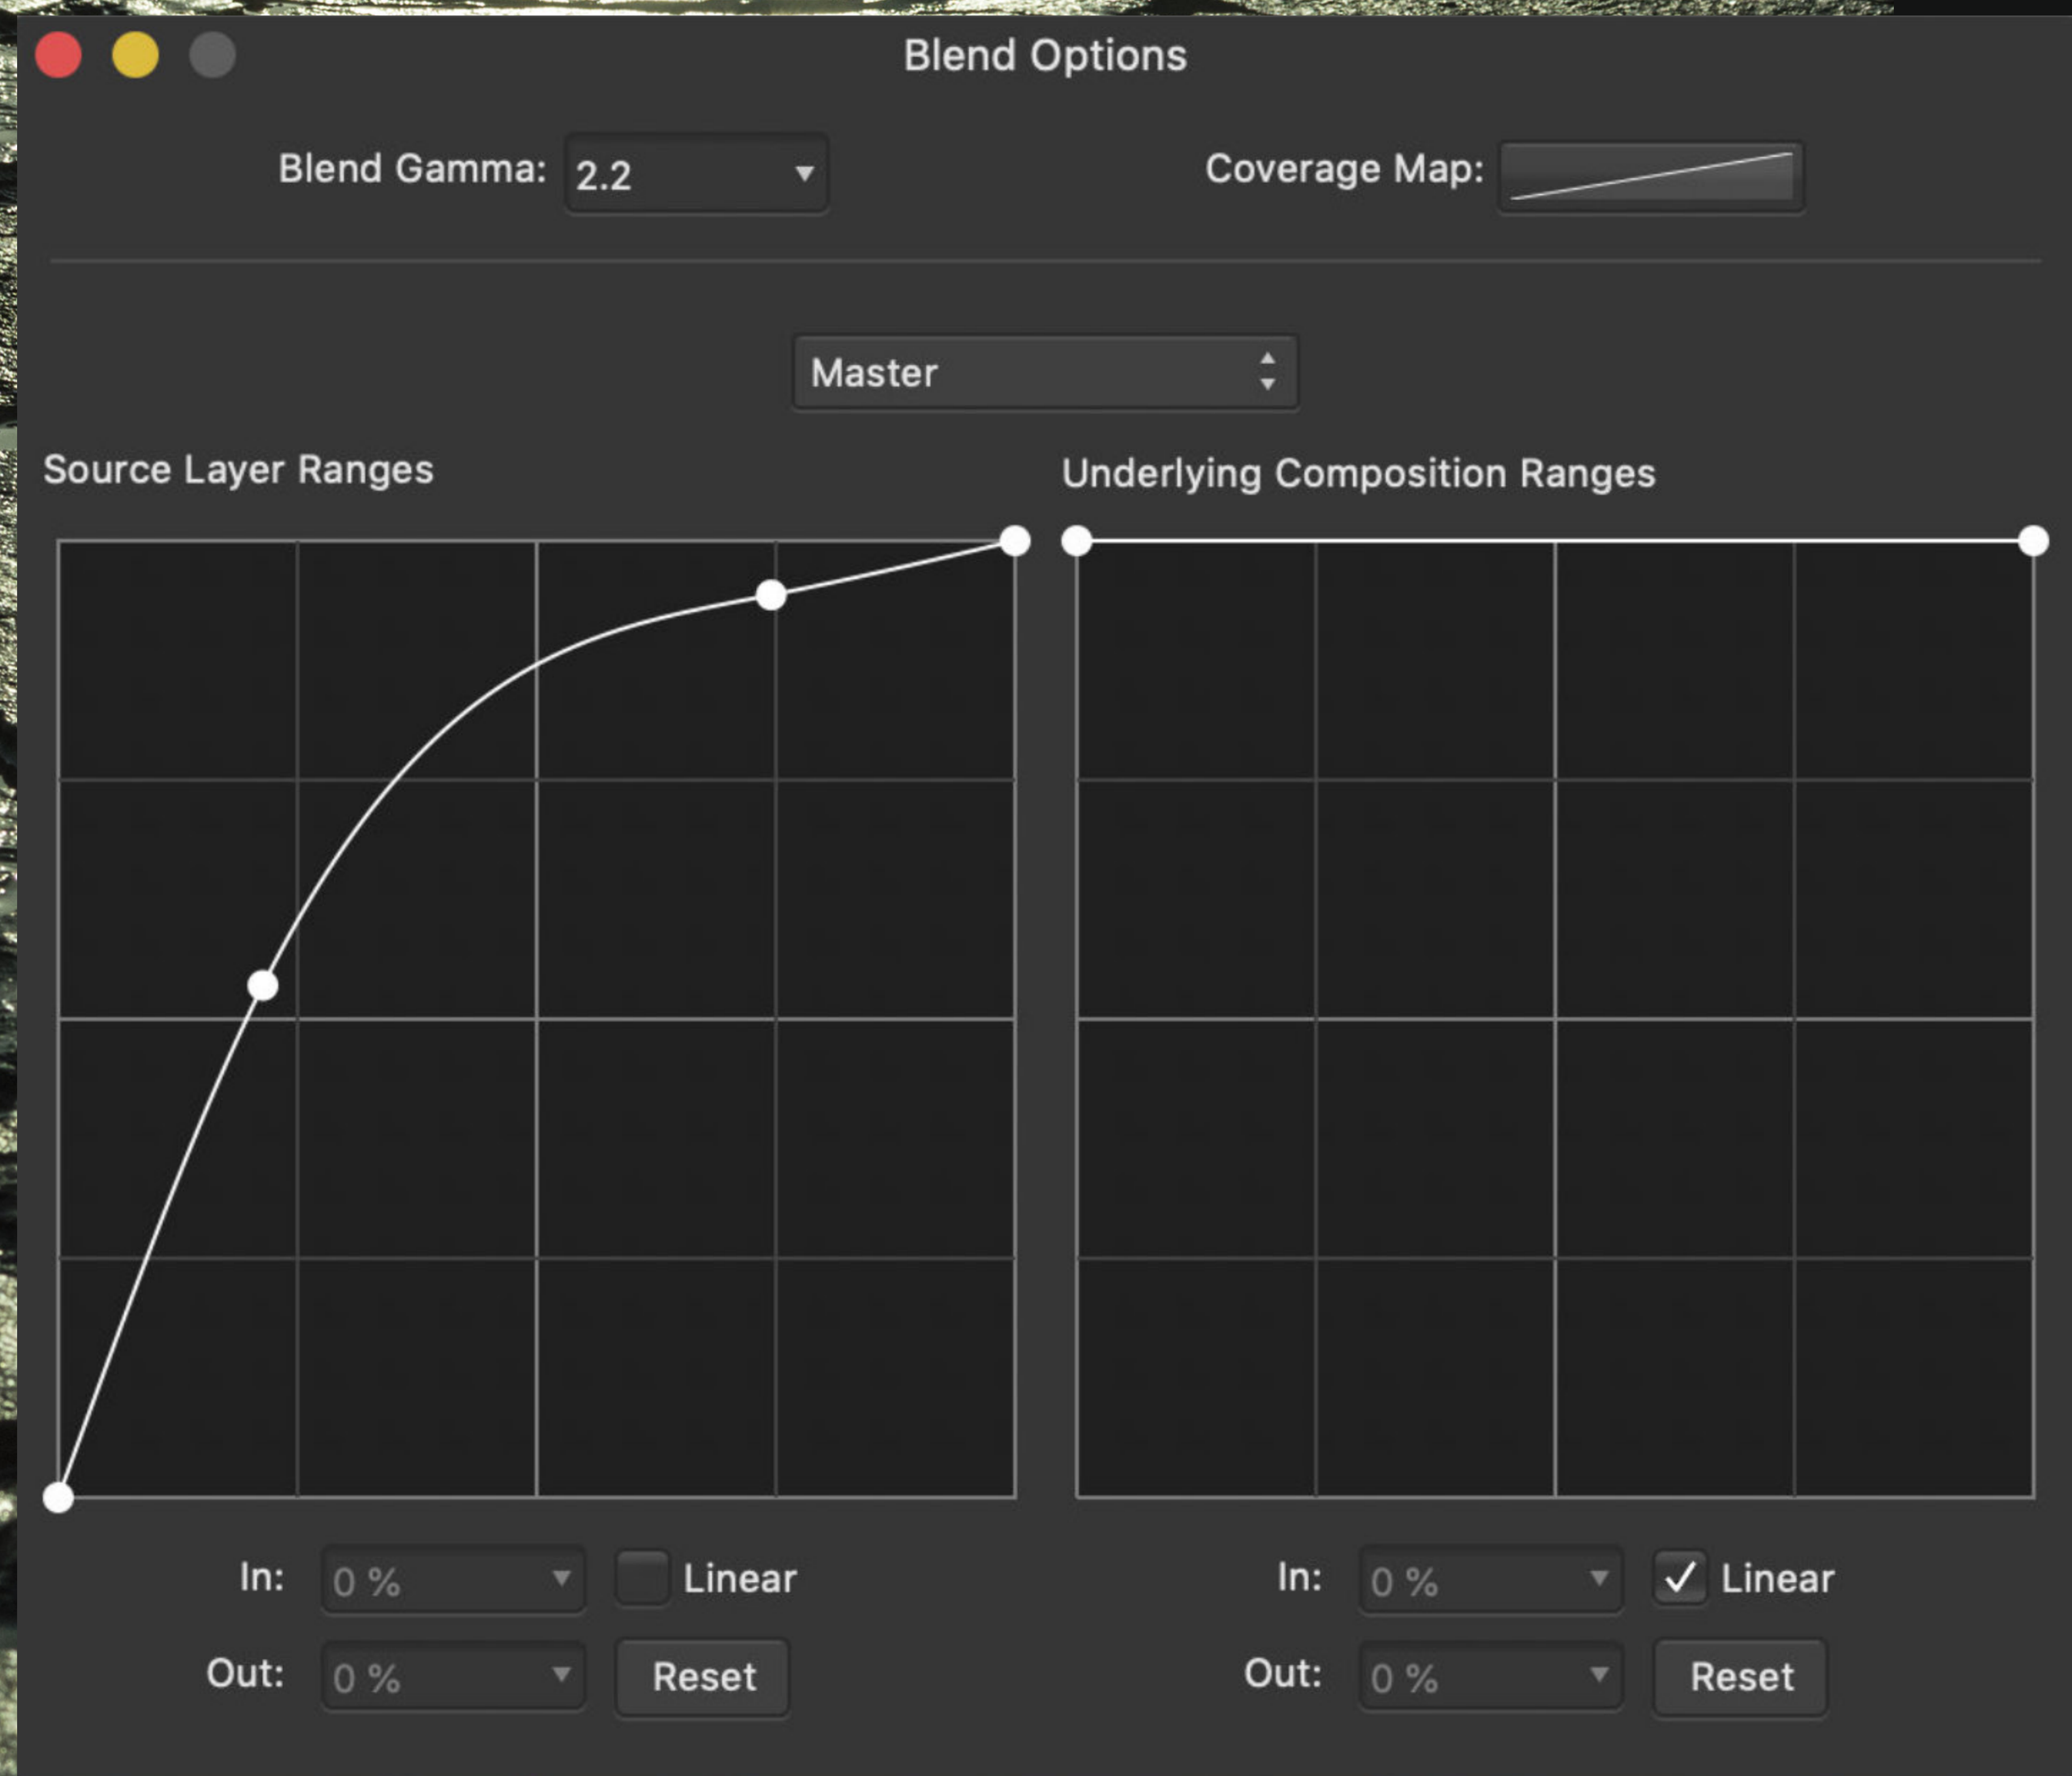 Blend Options
Blend Gamma: 2.2
Coverage Map:
Master
Source Layer Ranges
Underlying Composition Ranges
In: 0 % Linear
In: 0 % Linear
Out: 0 % Reset
Out: 0 % Reset